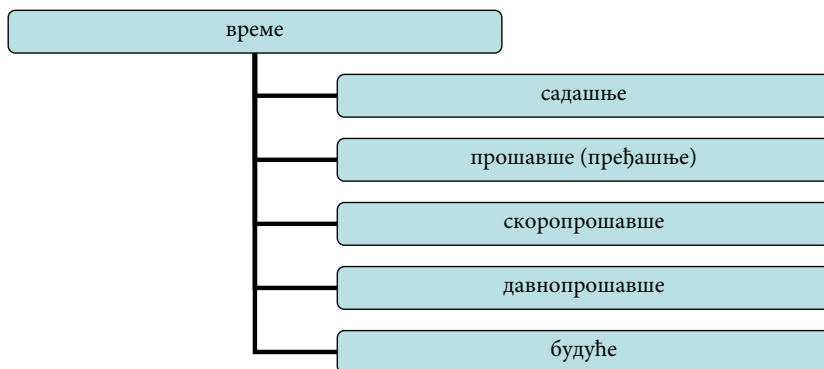 време
садашње
прошавше (пређашње)
скоропрошавше
давнопрошавше
будуће